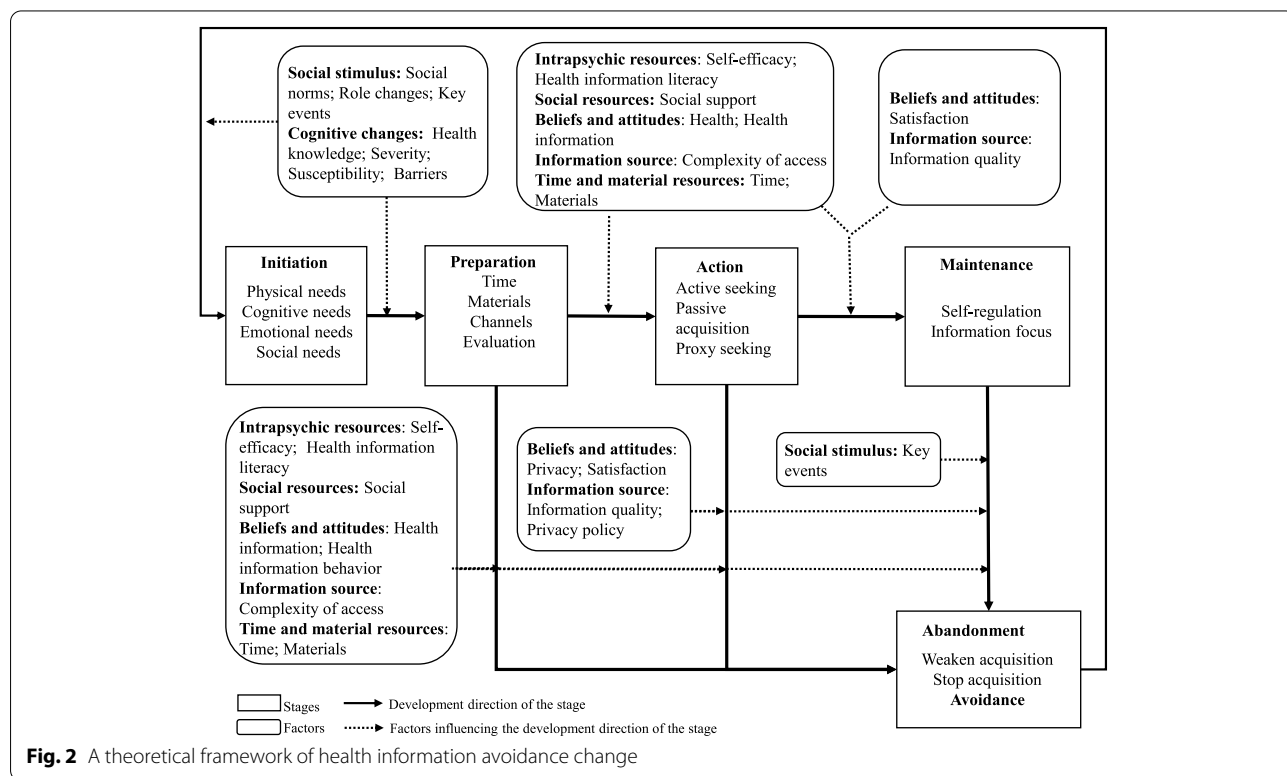 Social stimulus: Social
norms; Role changes; Key
events
Cognitive changes: Health
knowledge; Severity;
Susceptibility; Barriers
Intrapsychic resources: Self-efficacy;
Health information literacy
Social resources: Social support
Beliefs and attitudes: Health; Health
information
Information source: Complexity of access
Time and material resources: Time;
Materials
Beliefs and attitudes:
Satisfaction
Information source:
Information quality
Initiation
Physical needs
Cognitive needs
Emotional needs
Social needs
Preparation
Time
Materials
Channels
Evaluation
Action
Active seeking
Passive
acquisition
Proxy seeking
Maintenance
Self-regulation
Information focus
Intrapsychic resources: Self-
efficacy; Health information
literacy
Social resources: Social
support
Beliefs and attitudes: Health
information; Health
information behavior
Information source:
Complexity of access
Time and material resources:
Time; Materials
Beliefs and attitudes:
Privacy; Satisfaction
Information source:
Information quality;
Privacy policy
Social stimulus: Key
events
Abandonment
Weaken acquisition
Stop acquisition
Avoidance
Stages
Development direction of the stage
Factors
Factors influencing the development direction of the stage
Fig. 2 A theoretical framework of health information avoidance change